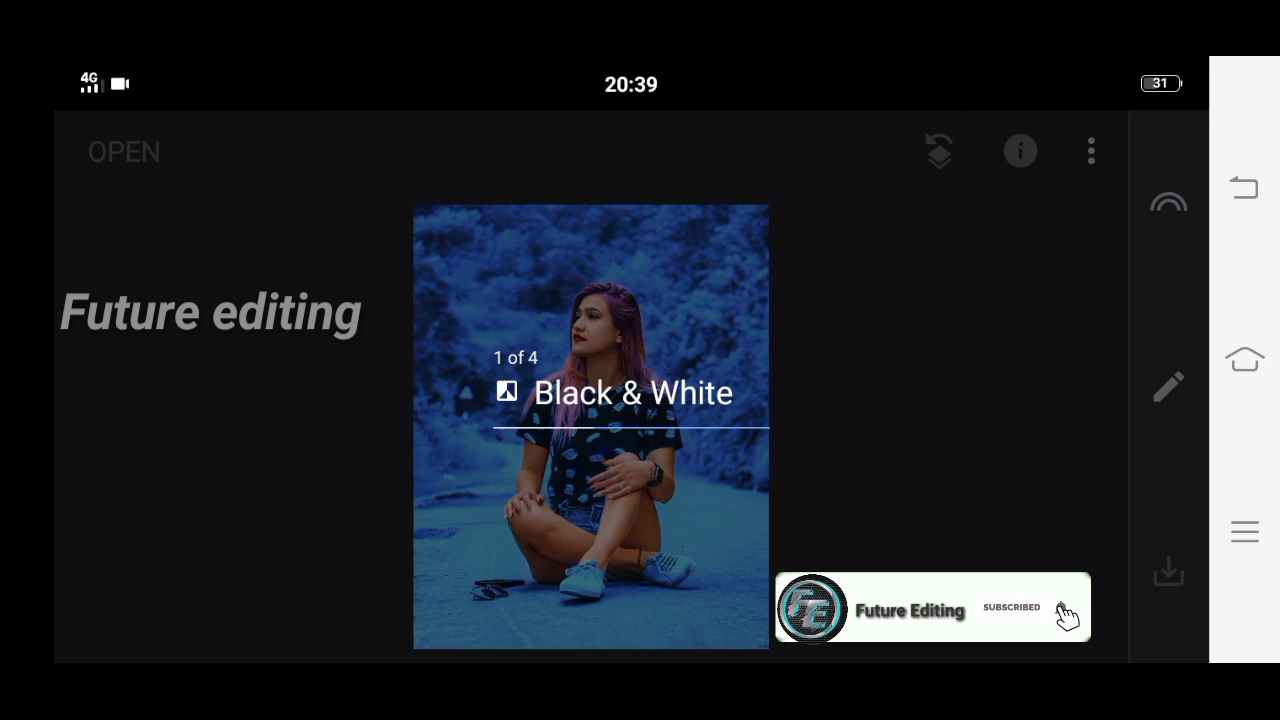 4G
20:39
31
OPEN
Future editing
1 of 4
Black & White
FE
Future Editing
SUBSCRIBED